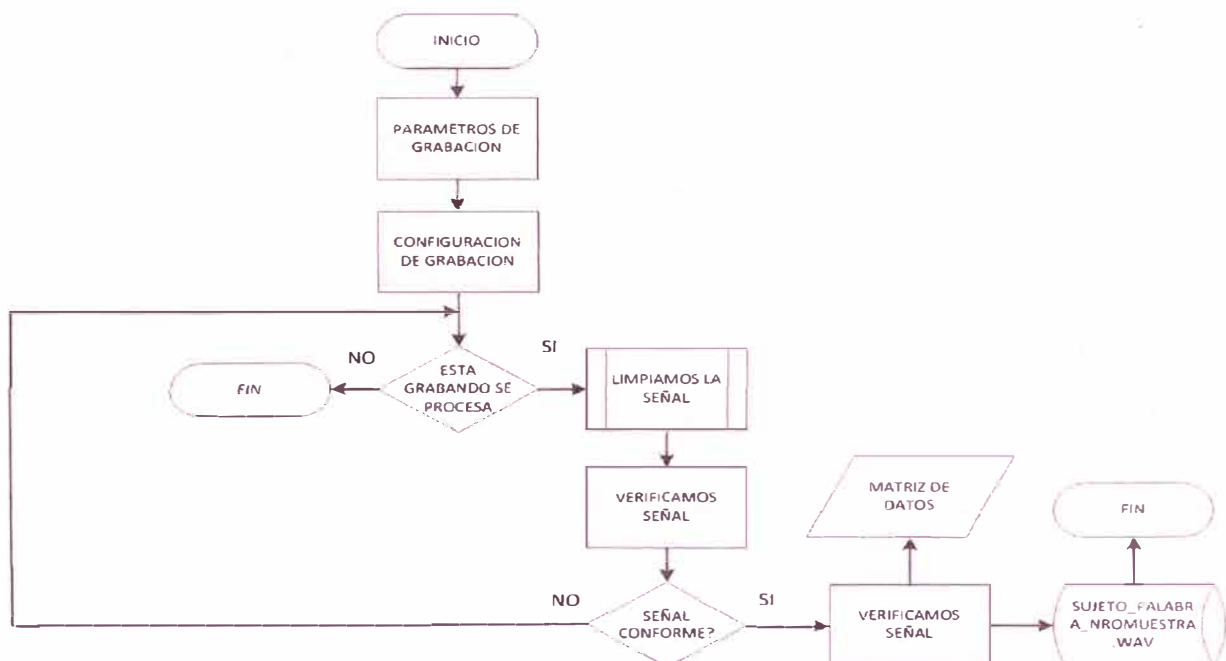 INICIO
PARAMETROS DE
GRABACION
CONFIGURACION
DE GRABACION
NO
SI
FIN
ESTA
GRABANDO SE
PROCESA
LIMPIAMOS LA
SEÑAL
VERIFICAMOS
SEÑAL
MATRIZ DE
DATOS
FIN
NO
SEÑAL
CONFORME?
SI
VERIFICAMOS
SEÑAL
SUJETO_PALABR
A_NROMUESTRA
.WAV